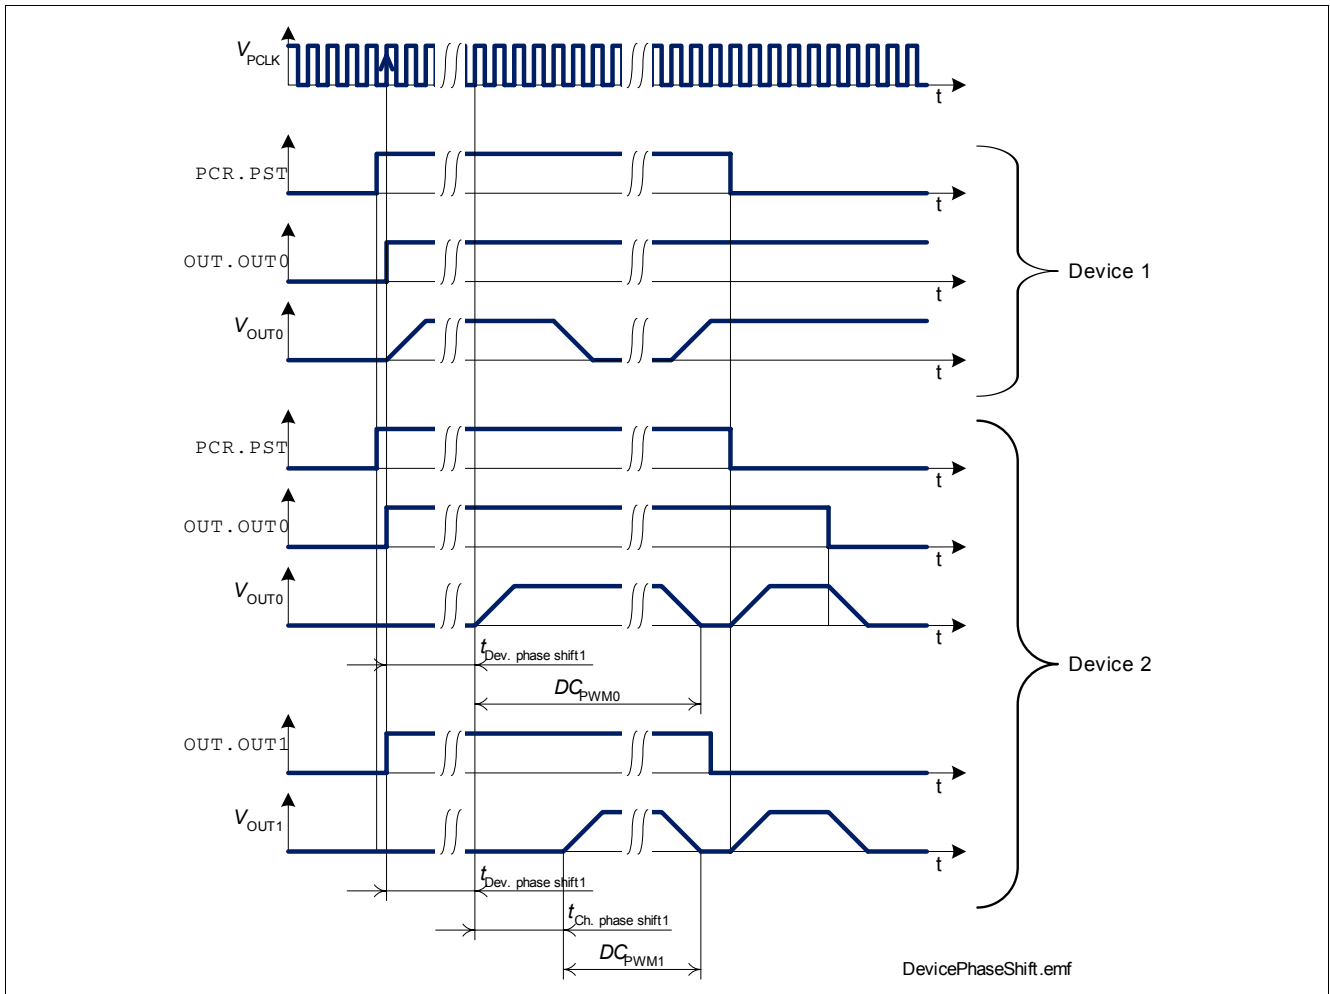 VPCLK
t
PCR.PST
t
OUT.OUT0
t
Device 1
VOUT0
t
PCR.PST
t
OUT.OUT0
t
VOUT0
t
tDev. phase shift1
Device 2
DCPWM0
OUT.OUT1
t
VOUT1
t
tDev. phase shift1
tCh. phase shift1
DCPWM1
DevicePhaseShift.emf